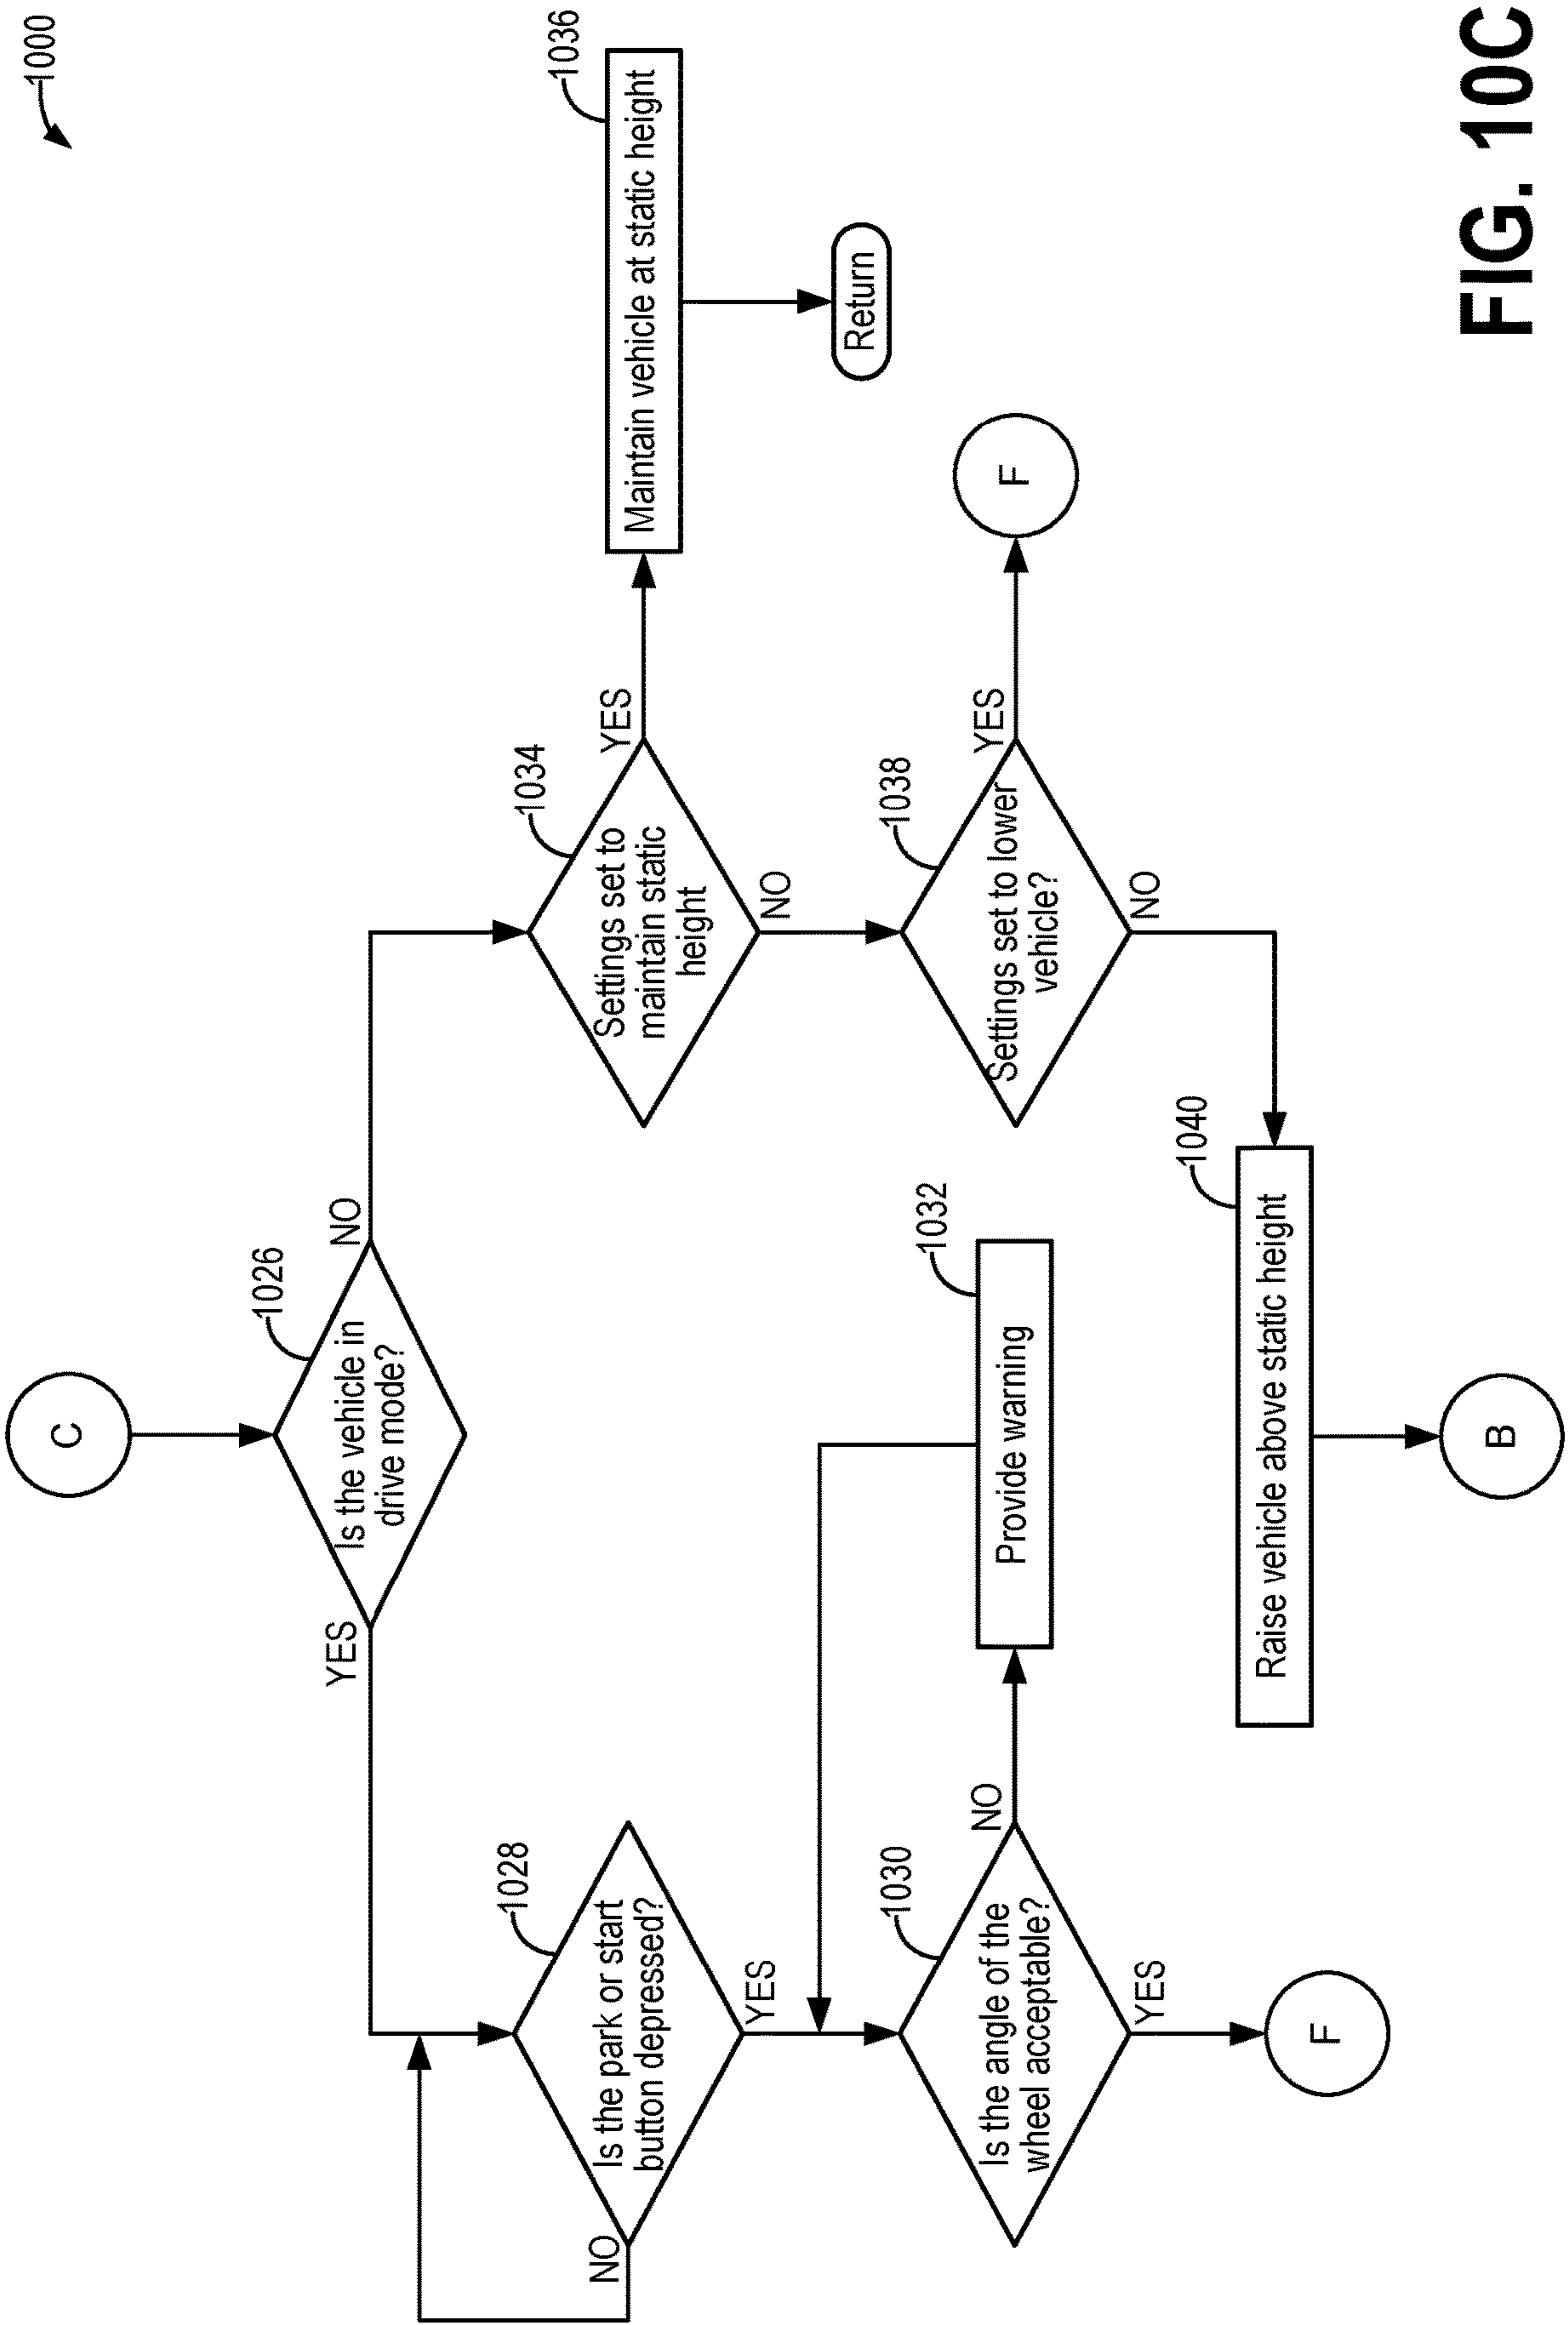 1000
C
1026
Is the vehicle in
drive mode?
YES
NO
1028
Is the park or start
button depressed?
NO
YES
1030
Is the angle of the
wheel acceptable?
NO
YES
1032
Provide warning
F
1034
Settings set to
maintain static
height
YES
NO
1036
Maintain vehicle at static height
Return
1038
Settings set to lower
vehicle?
YES
NO
F
1040
Raise vehicle above static height
B
FIG. 10C